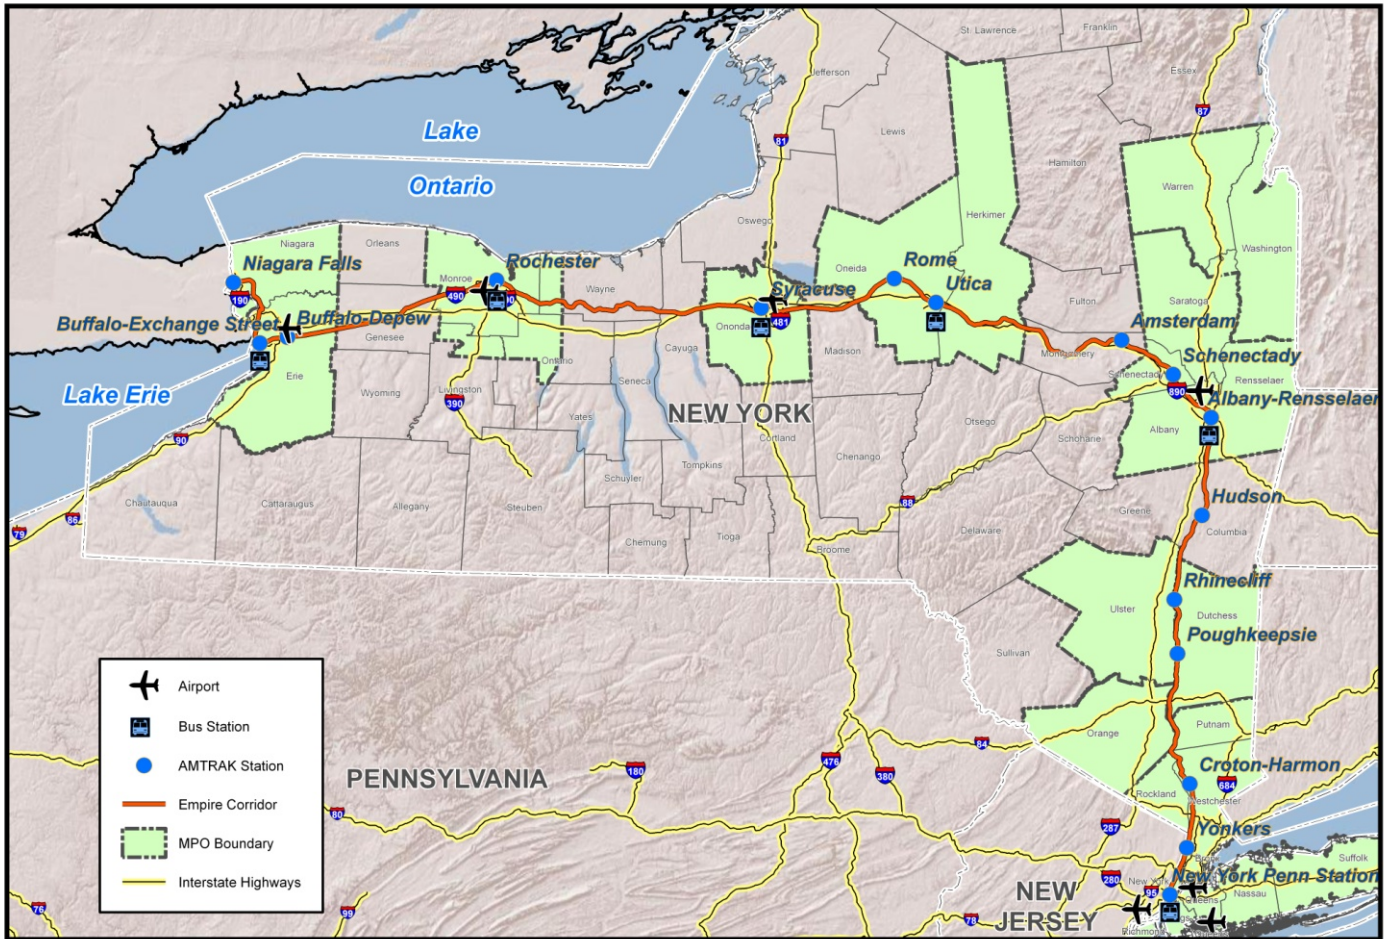 St. Lawrence
Franklin
Jefferson
Essex
87
Lake
81
Lewis
Hamilton
Ontario
Warren
Oswego
Herkimer
Niagara
Orleans
Washington
Niagara Falls
Rochester
Oneida
Rome
Monroe
Wayne
Syracuse
Utica
190
490
Saratoga
Fulton
Buffalo-Exchange Street
Buffalo-Depew
Ononda
481
Amsterdam
Genesee
Cayuga
Madison
Montgomery
Schenectady
Ontario
Erie
Seneca
Schenectady
Rensselaer
Lake Erie
Wyoming
Livingston
390
890
Albany-Rensselaer
Yates
NEW YORK
Otsego
Albany
90
Cortland
Schoharie
Chenango
Tompkins
Schuyler
Chautauqua
Cattaraugus
Allegany
Steuben
88
Hudson
Greene
86
79
Delaware
Columbia
Chemung
Tioga
Broome
Rhinecliff
Ulster
Dutchess
Poughkeepsie
Sullivan
Airport
Bus Station
Putnam
Orange
84
AMTRAK Station
476
Croton-Harmon
PENNSYLVANIA
180
380
684
Rockland
Westchester
Empire Corridor
80
287
Yonkers
MPO Boundary
Suffolk
Interstate Highways
280
New York
New York Penn Station
95
NEW
JERSEY
Nassau
Queens
76
99
78
Richmond